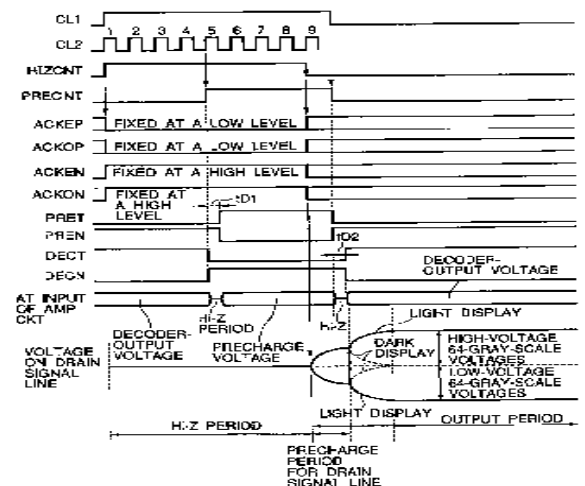 CL1
1 2 3 4 5 6 7 8 9
CL2
HIZCNT
PRECNT
ACKEP FIXED AT A LOW LEVEL
ACKOP FIXED AT A LOW LEVEL
ACKEN FIXED AT A HIGH LEVEL
ACKON FIXED AT
A HIGH
LEVEL
tD1
PRET
PREN
tD2
DECT
DECN
DECODER-
OUTPUT VOLTAGE
AT INPUT
OF AMP
CKT
HI-Z
PERIOD
HI-Z
DECODER-
OUTPUT
VOLTAGE
PRECHARGE
VOLTAGE
LIGHT DISPLAY
DARK
DISPLAY
HIGH-VOLTAGE
64-GRAY-SCALE
VOLTAGES
LOW-VOLTAGE
64-GRAY-SCALE
VOLTAGES
VOLTAGE
ON DRAIN
SIGNAL
LINE
LIGHT DISPLAY
HI-Z PERIOD
OUTPUT PERIOD
PRECHARGE
PERIOD
FOR DRAIN
SIGNAL LINE